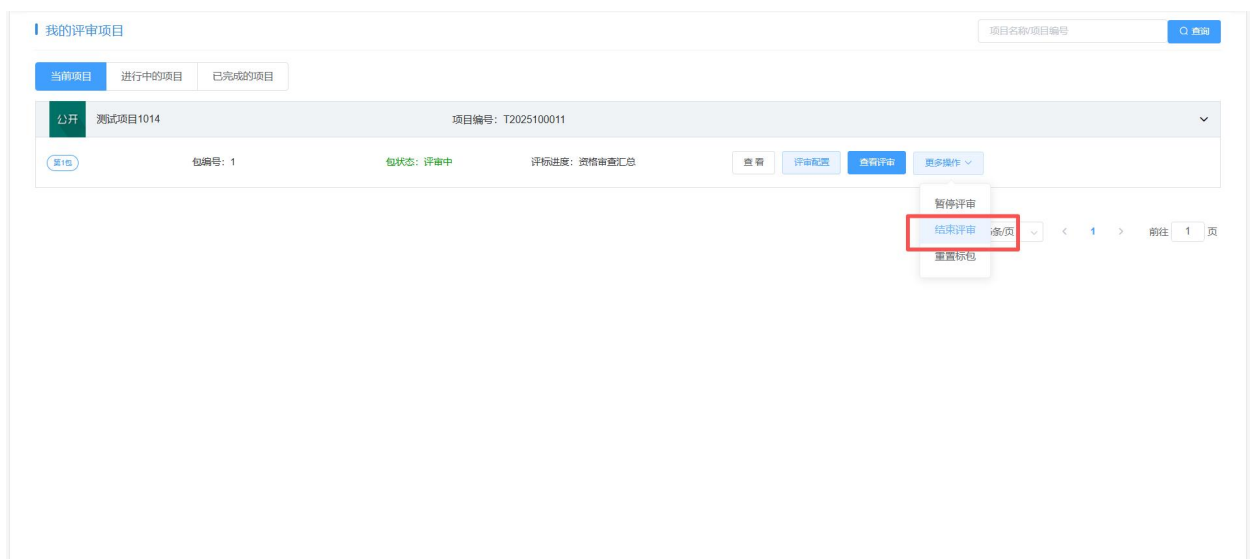 我的评审项目
项目名称/项目编号 查询
当前项目 进行中的项目 已完成的项目
公开 测试项目1014 项目编号：T2025100011
第1包 包编号：1 包状态：评审中 评标进度：资格审查汇总 查看 评审配置 查看评审 更多操作
暂停评审
结束评审 条/页 < 1 > 前往 1 页
重置标包